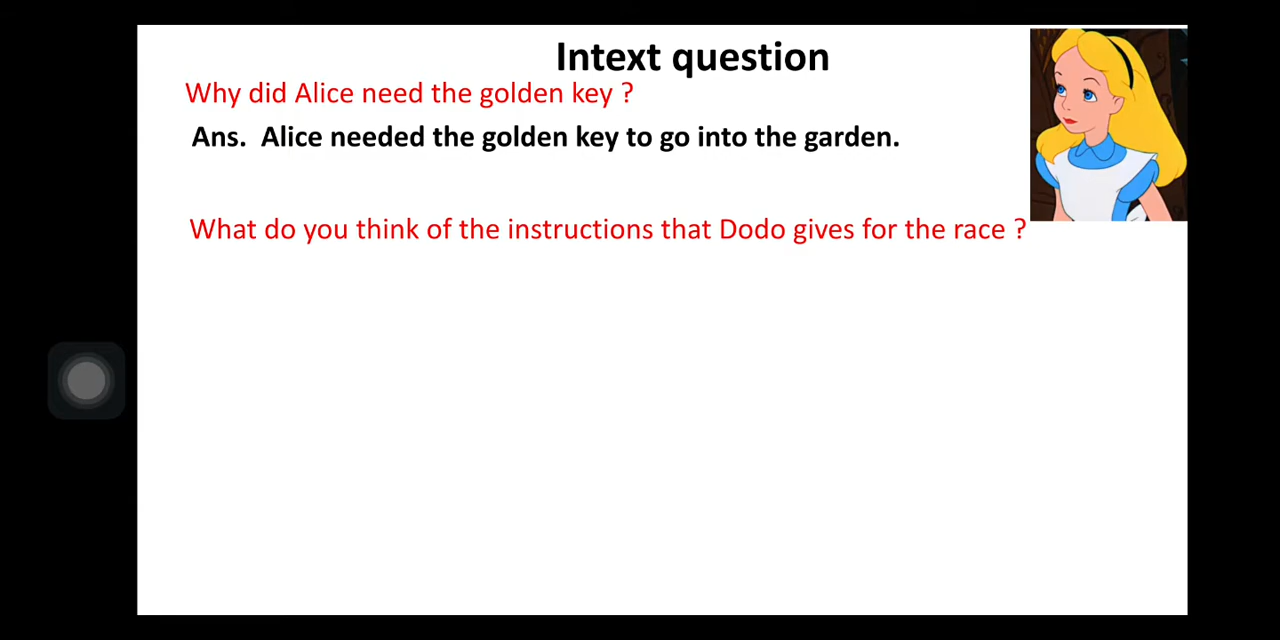 Intext question
Why did Alice need the golden key ?
Ans.  Alice needed the golden key to go into the garden.
What do you think of the instructions that Dodo gives for the race ?